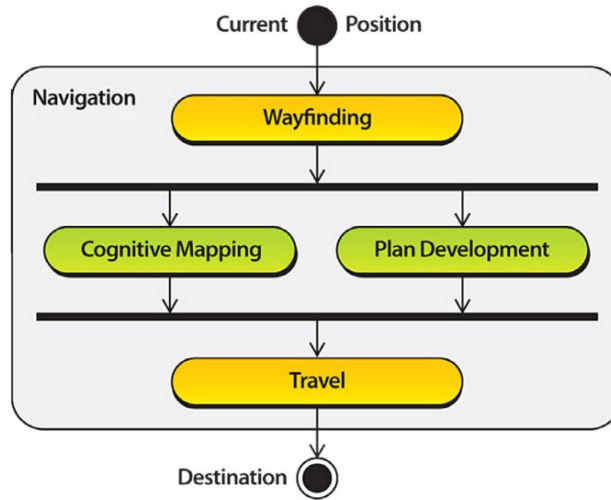 Current Position
Navigation
Wayfinding
Cognitive Mapping
Plan Development
Travel
Destination